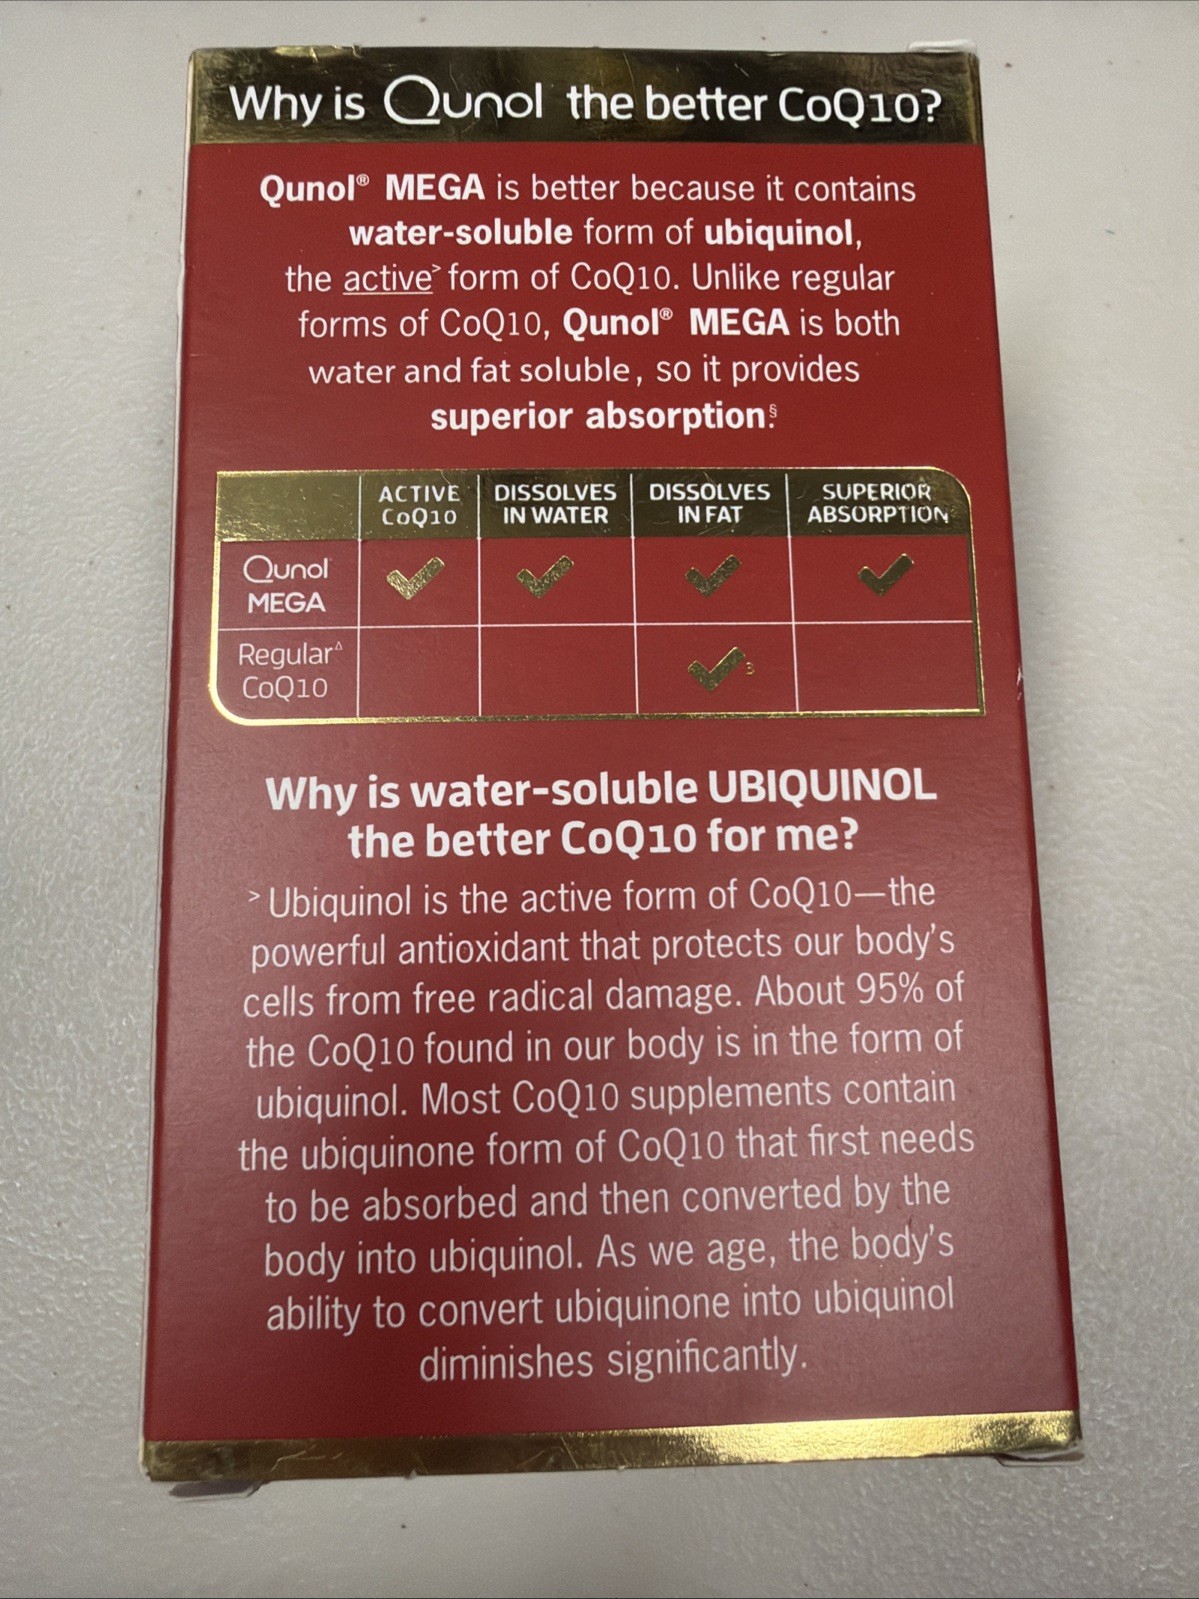 Why is Qunol the better CoQ10?
Qunol® MEGA is better because it contains
water-soluble form of ubiquinol,
the active> form of CoQ10. Unlike regular
forms of CoQ10, Qunol® MEGA is both
water and fat soluble, so it provides
superior absorption.§
ACTIVE CoQ10
DISSOLVES IN WATER
DISSOLVES IN FAT
SUPERIOR ABSORPTION
Qunol MEGA
Regular∆ CoQ10
3
Why is water-soluble UBIQUINOL
the better CoQ10 for me?
> Ubiquinol is the active form of CoQ10—the
powerful antioxidant that protects our body's
cells from free radical damage. About 95% of
the CoQ10 found in our body is in the form of
ubiquinol. Most CoQ10 supplements contain
the ubiquinone form of CoQ10 that first needs
to be absorbed and then converted by the
body into ubiquinol. As we age, the body's
ability to convert ubiquinone into ubiquinol
diminishes significantly.